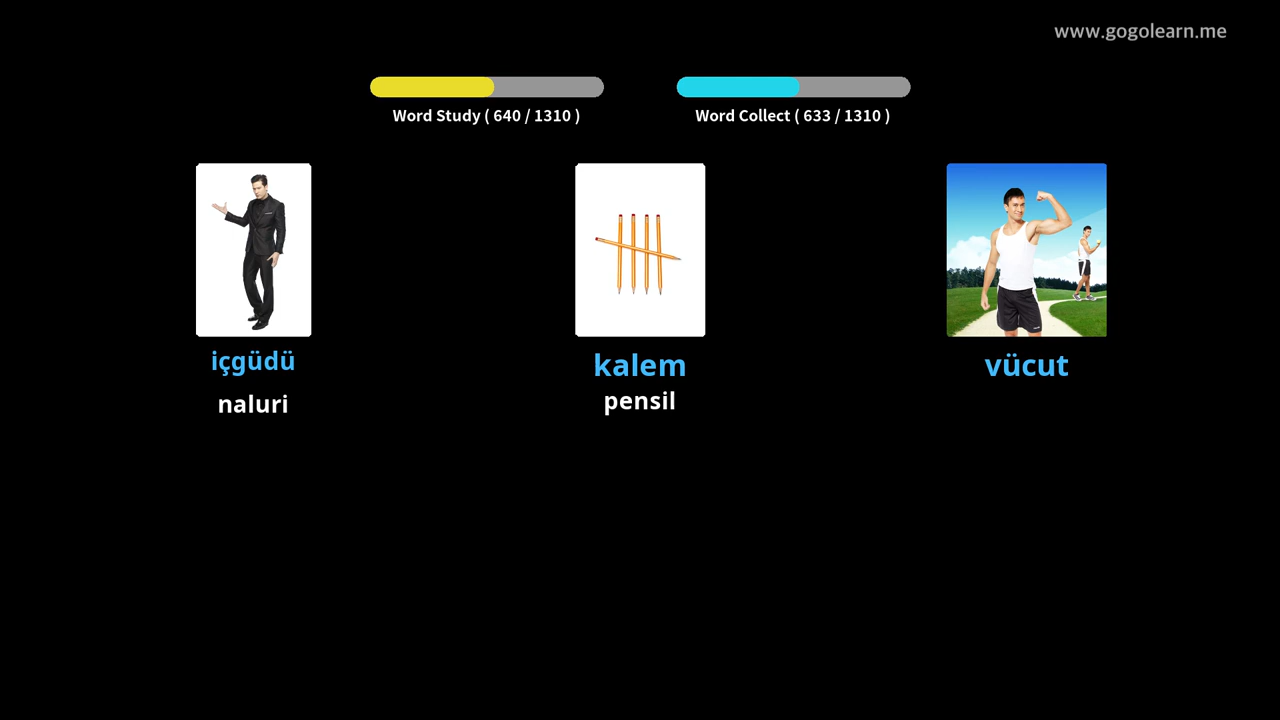 www.gogolearn.me
Word Study ( 640 / 1310 )
Word Collect ( 633 / 1310 )
içgüdü
naluri
kalem
pensil
vücut